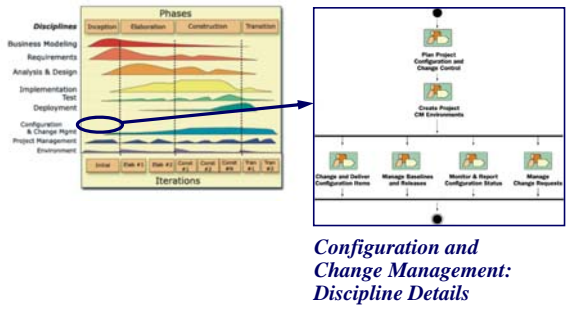 Phases
Disciplines
Inception Elaboration Construction Transition
Business Modeling
Requirements
Analysis & Design
Implementation
Test
Deployment
Configuration
& Change Mgmt
Project Management
Environment
Initial Elab #1 Elab #2 Const #1 Const #2 Const #N Tran #1 Tran #2
Iterations
Plan Project
Configuration and
Change Control
Create Project
CM Environments
Change and Deliver
Configuration Items
Manage Baselines
and Releases
Monitor & Report
Configuration Status
Manage
Change Requests
Configuration and
Change Management:
Discipline Details